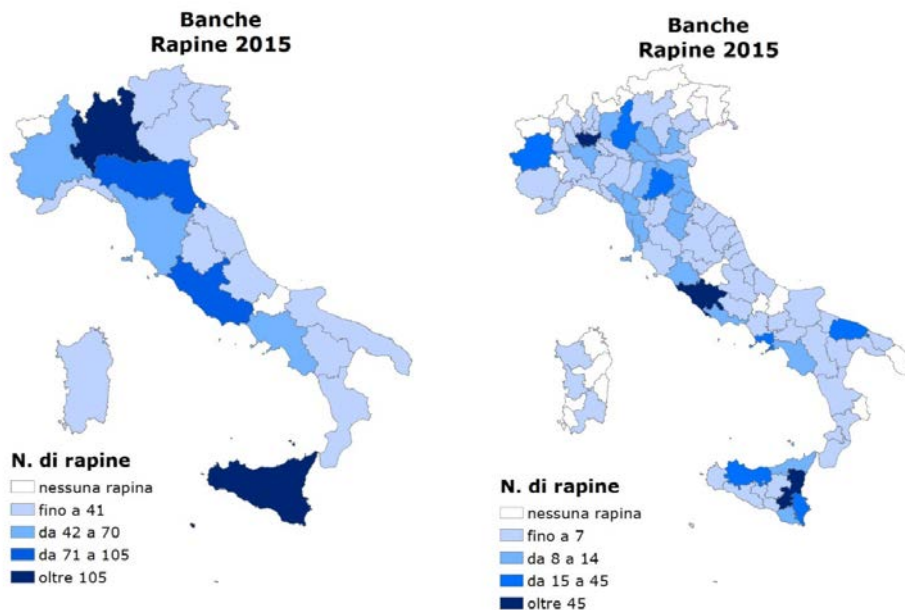 Banche
Rapine 2015
N. di rapine
nessuna rapina
fino a 41
da 42 a 70
da 71 a 105
oltre 105
Banche
Rapine 2015
N. di rapine
nessuna rapina
fino a 7
da 8 a 14
da 15 a 45
oltre 45